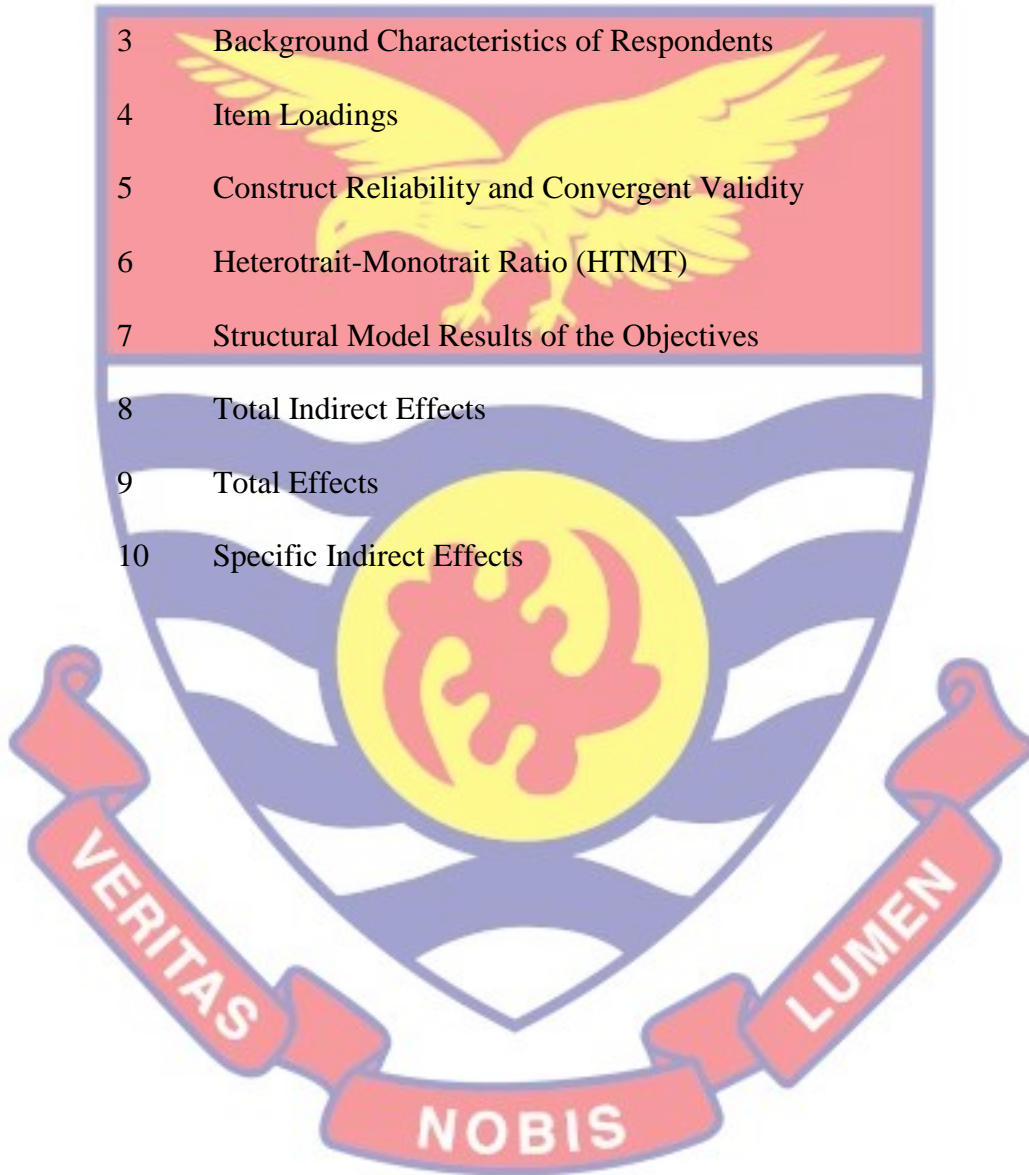 3 Background Characteristics of Respondents
4 Item Loadings
5 Construct Reliability and Convergent Validity
6 Heterotrait-Monotrait Ratio (HTMT)
7 Structural Model Results of the Objectives
8 Total Indirect Effects
9 Total Effects
10 Specific Indirect Effects
VERITAS
NOBIS
LUMEN